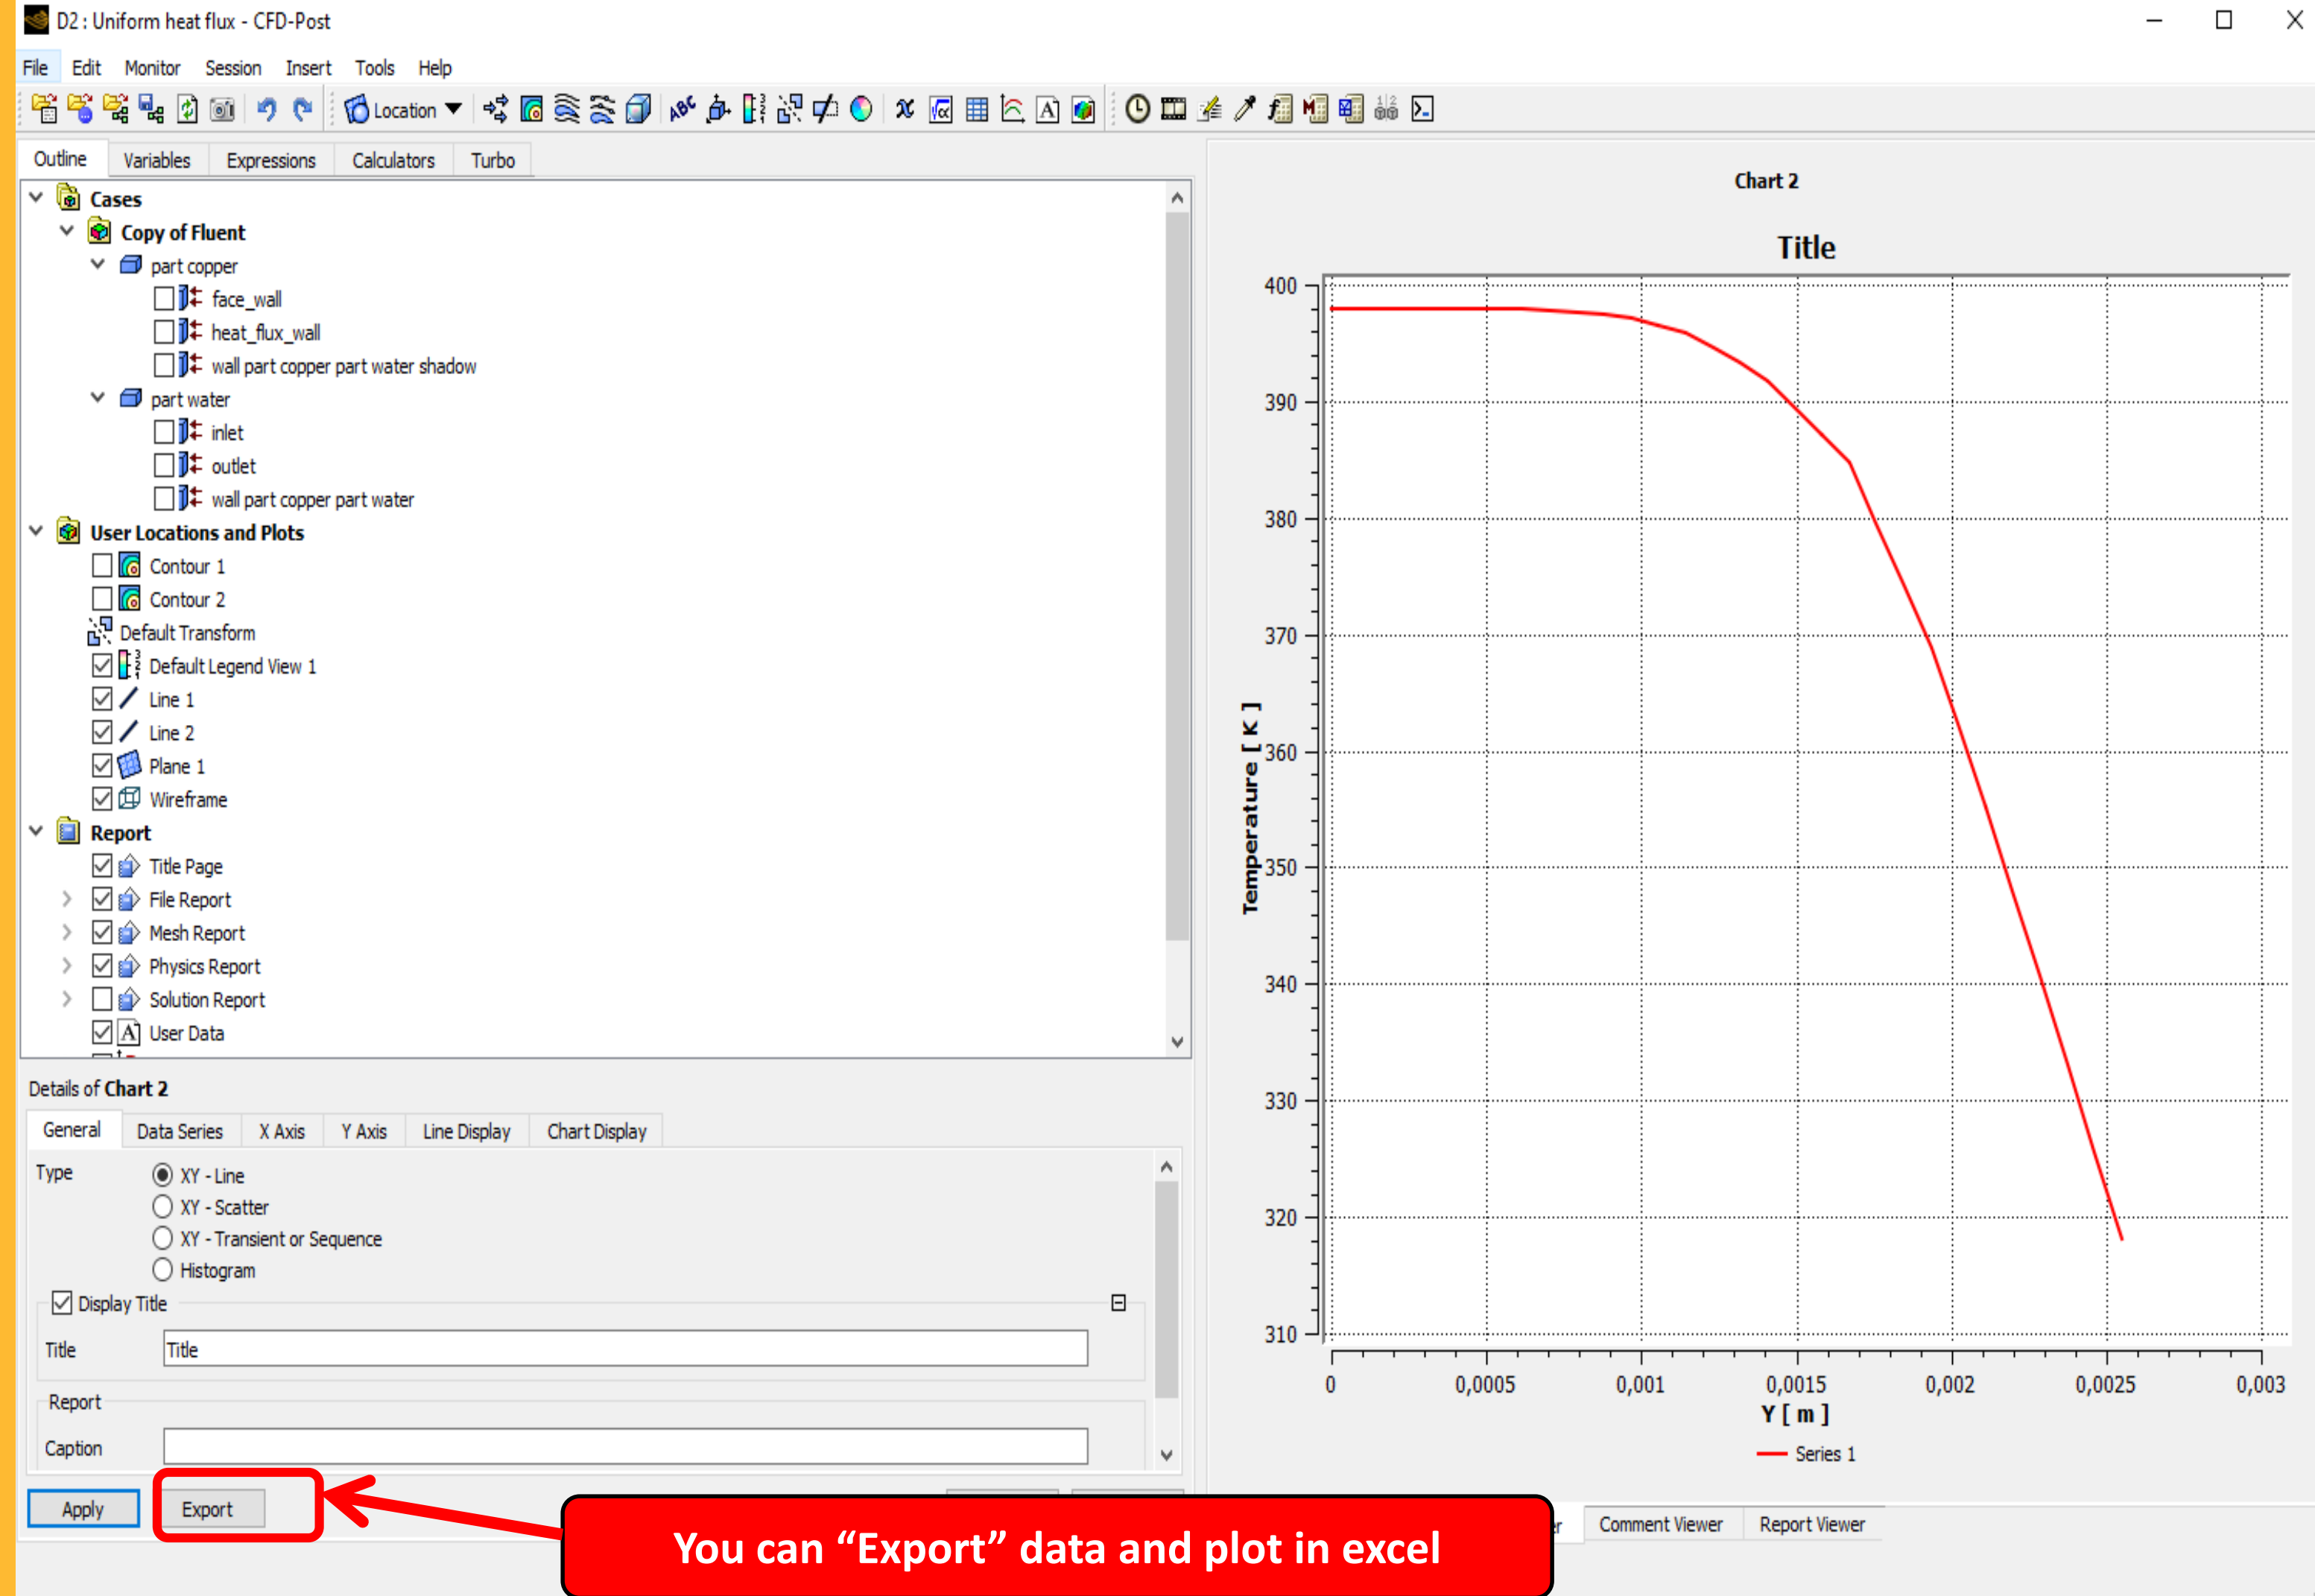 D2 : Uniform heat flux - CFD-Post
File Edit Monitor Session Insert Tools Help
Location
Outline Variables Expressions Calculators Turbo
Cases
Copy of Fluent
part copper
face_wall
heat_flux_wall
wall part copper part water shadow
part water
inlet
outlet
wall part copper part water
User Locations and Plots
Contour 1
Contour 2
Default Transform
Default Legend View 1
Line 1
Line 2
Plane 1
Wireframe
Report
Title Page
File Report
Mesh Report
Physics Report
Solution Report
User Data
Details of Chart 2
General Data Series X Axis Y Axis Line Display Chart Display
Type
XY - Line
XY - Scatter
XY - Transient or Sequence
Histogram
Display Title
Title Title
Report
Caption
Apply Export
Chart 2
Title
400
390
380
370
360
350
340
330
320
310
Temperature [ K ]
0 0,0005 0,001 0,0015 0,002 0,0025 0,003
Y [ m ]
Series 1
Comment Viewer Report Viewer
You can “Export” data and plot in excel